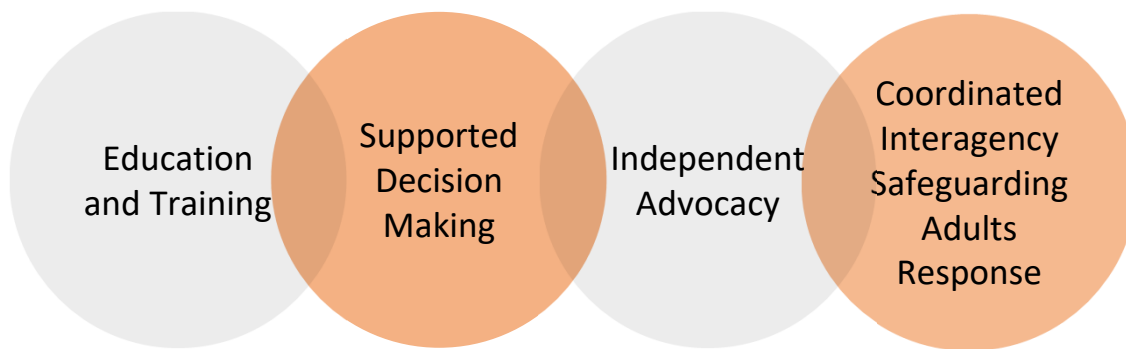 Education
and Training
Supported
Decision
Making
Independent
Advocacy
Coordinated
Interagency
Safeguarding
Adults
Response